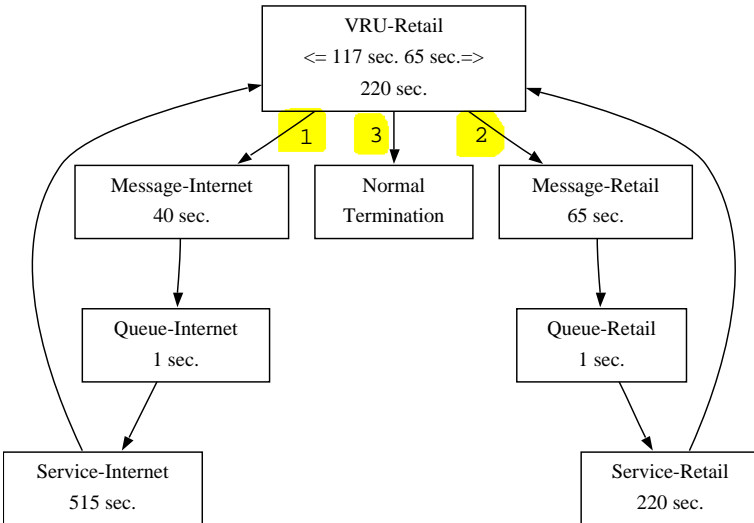 VRU-Retail
<= 117 sec. 65 sec.=>
220 sec.
1
3
2
Message-Internet
40 sec.
Normal
Termination
Message-Retail
65 sec.
Queue-Internet
1 sec.
Queue-Retail
1 sec.
Service-Internet
515 sec.
Service-Retail
220 sec.